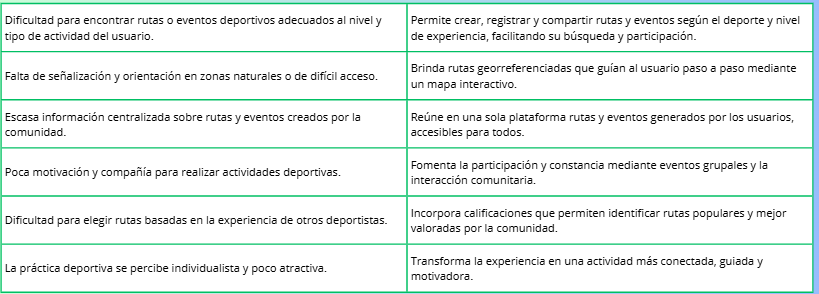 Dificultad para encontrar rutas o eventos deportivos adecuados al nivel y
tipo de actividad del usuario.
Permite crear, registrar y compartir rutas y eventos según el deporte y nivel
de experiencia, facilitando su búsqueda y participación.
Falta de señalización y orientación en zonas naturales o de difícil acceso.
Brinda rutas georreferenciadas que guían al usuario paso a paso mediante
un mapa interactivo.
Escasa información centralizada sobre rutas y eventos creados por la
comunidad.
Reúne en una sola plataforma rutas y eventos generados por los usuarios,
accesibles para todos.
Poca motivación y compañía para realizar actividades deportivas.
Fomenta la participación y constancia mediante eventos grupales y la
interacción comunitaria.
Dificultad para elegir rutas basadas en la experiencia de otros deportistas.
Incorpora calificaciones que permiten identificar rutas populares y mejor
valoradas por la comunidad.
La práctica deportiva se percibe individualista y poco atractiva.
Transforma la experiencia en una actividad más conectada, guiada y
motivadora.